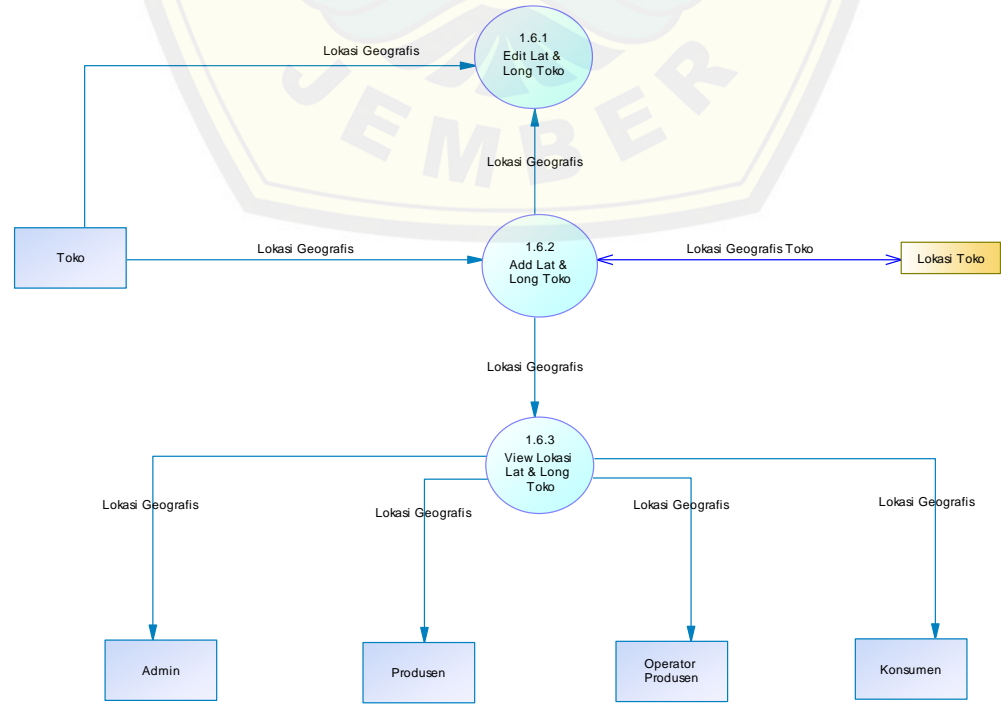 1.6.1
Edit Lat &
Long Toko
Lokasi Geografis
JEMBER
Lokasi Geografis
Toko
Lokasi Geografis
1.6.2
Add Lat &
Long Toko
Lokasi Geografis Toko
Lokasi Toko
Lokasi Geografis
1.6.3
View Lokasi
Lat & Long
Toko
Lokasi Geografis
Lokasi Geografis
Lokasi Geografis
Lokasi Geografis
Admin
Produsen
Operator
Produsen
Konsumen